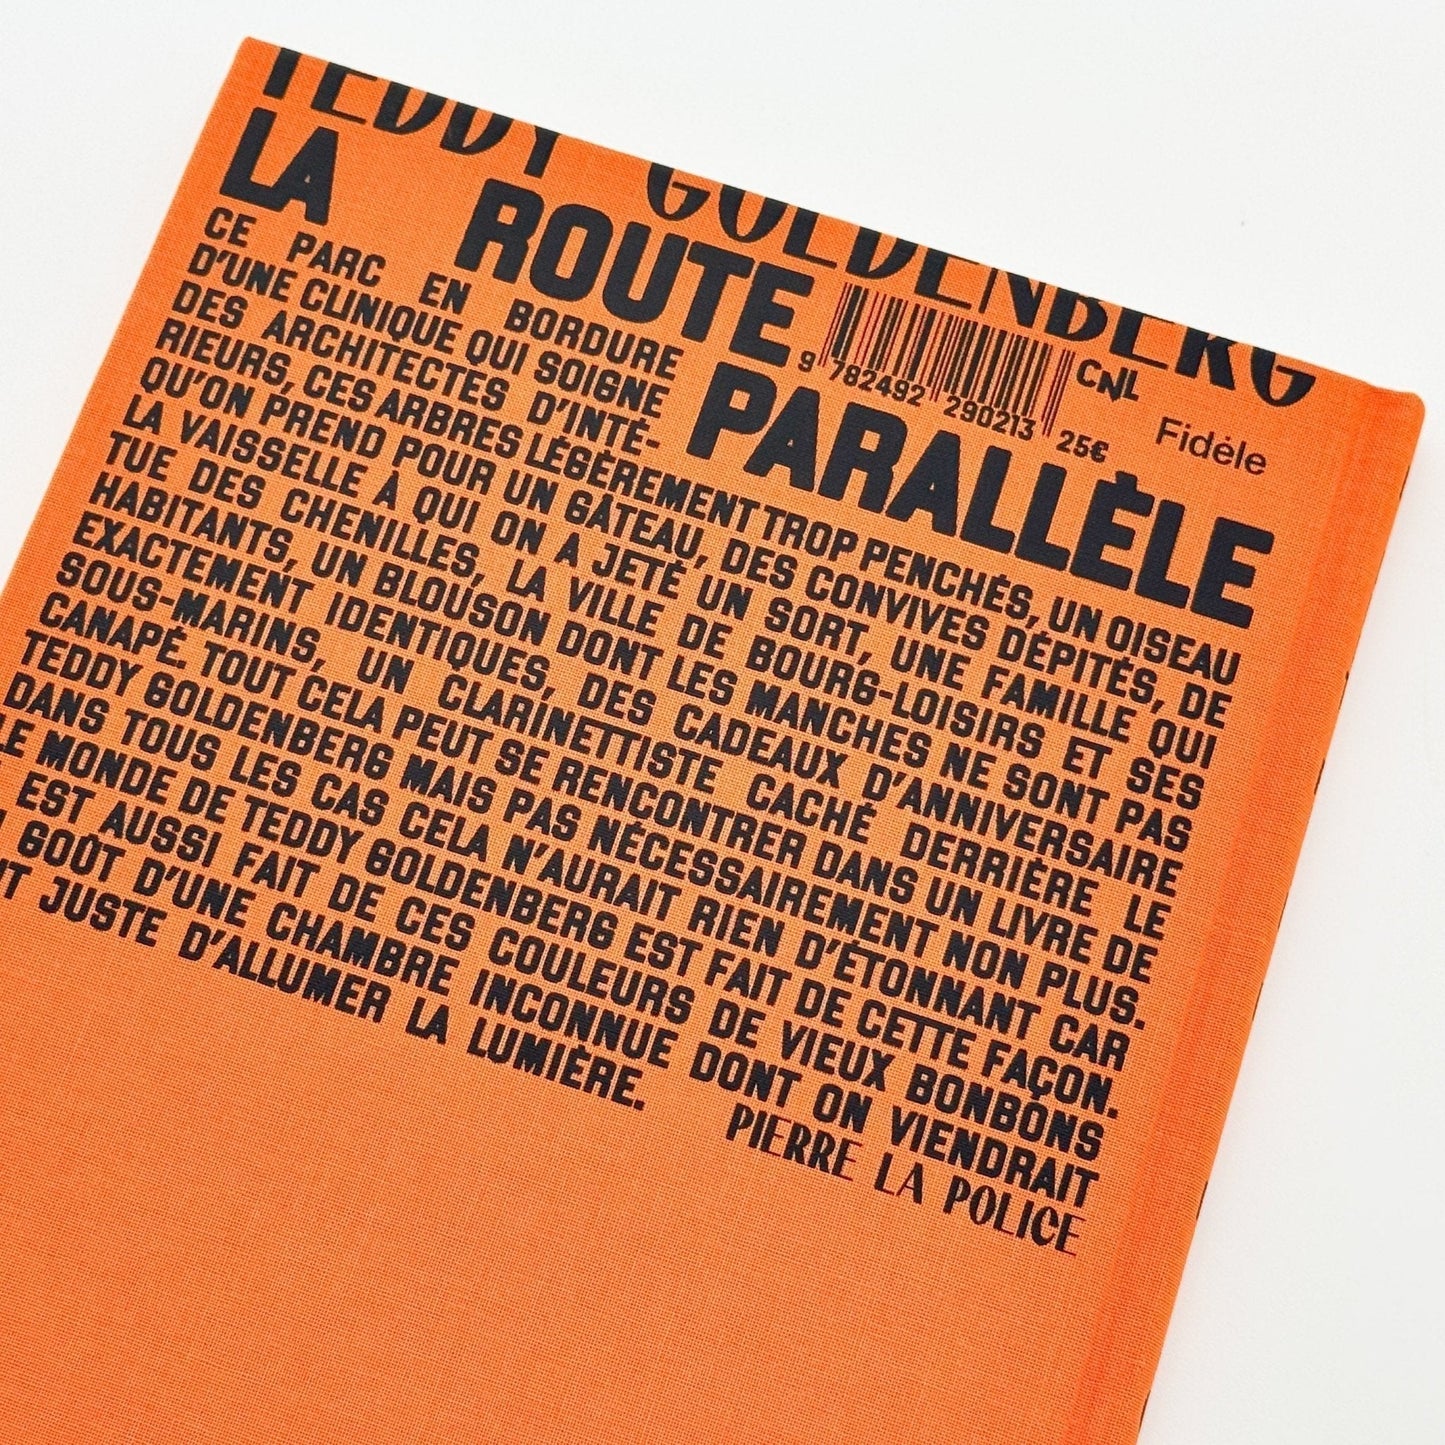 TEDDY GOLDENBERG
LA ROUTE
PARALLÈLE
9 782492 290213
25€
CNL
Fidèle
CE PARC EN BORDURE
D'UNE CLINIQUE QUI SOIGNE
DES ARCHITECTES D'INTÉ-
RIEURS, CES ARBRES LÉGÈREMENT TROP PENCHÉS, UN OISEAU
QU'ON PREND POUR UN GÂTEAU, DES CONVIVES DÉPITÉS, DE
LA VAISSELLE À QUI ON A JETÉ UN SORT, UNE FAMILLE QUI
TUE DES CHENILLES, LA VILLE DE BOURG-LOISIRS ET SES
HABITANTS, UN BLOUSON DONT LES MANCHES NE SONT PAS
EXACTEMENT IDENTIQUES, DES CADEAUX D'ANNIVERSAIRE
SOUS-MARINS, UN CLARINETTISTE CACHÉ DERRIÈRE LE
CANAPÉ. TOUT CELA PEUT SE RENCONTRER DANS UN LIVRE DE
TEDDY GOLDENBERG MAIS PAS NÉCESSAIREMENT NON PLUS.
DANS TOUS LES CAS CELA N'AURAIT RIEN D'ÉTONNANT CAR
LE MONDE DE TEDDY GOLDENBERG EST FAIT DE CETTE FAÇON.
EST AUSSI FAIT DE CES COULEURS DE VIEUX BONBONS
GOÛT D'UNE CHAMBRE INCONNUE DONT ON VIENDRAIT
JUSTE D'ALLUMER LA LUMIÈRE.
PIERRE LA POLICE